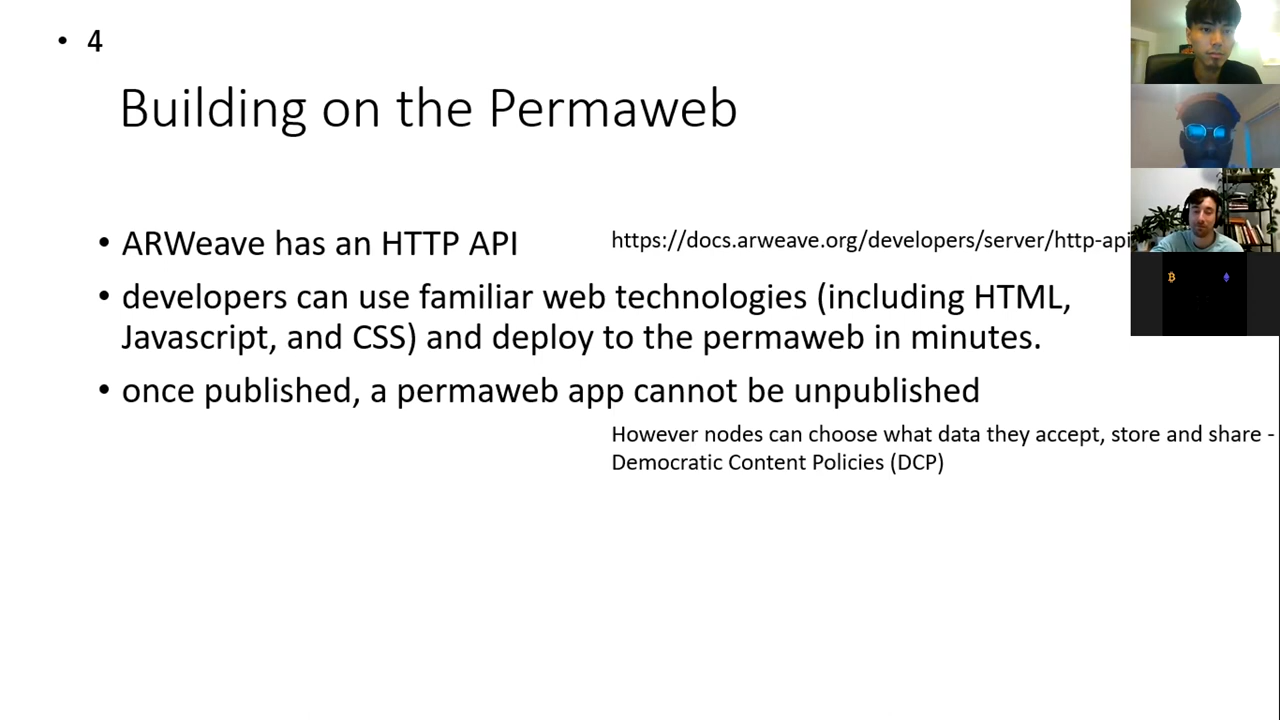 • 4
Building on the Permaweb
• ARWeave has an HTTP API
https://docs.arweave.org/developers/server/http-api
• developers can use familiar web technologies (including HTML,
Javascript, and CSS) and deploy to the permaweb in minutes.
• once published, a permaweb app cannot be unpublished
However nodes can choose what data they accept, store and share -
Democratic Content Policies (DCP)